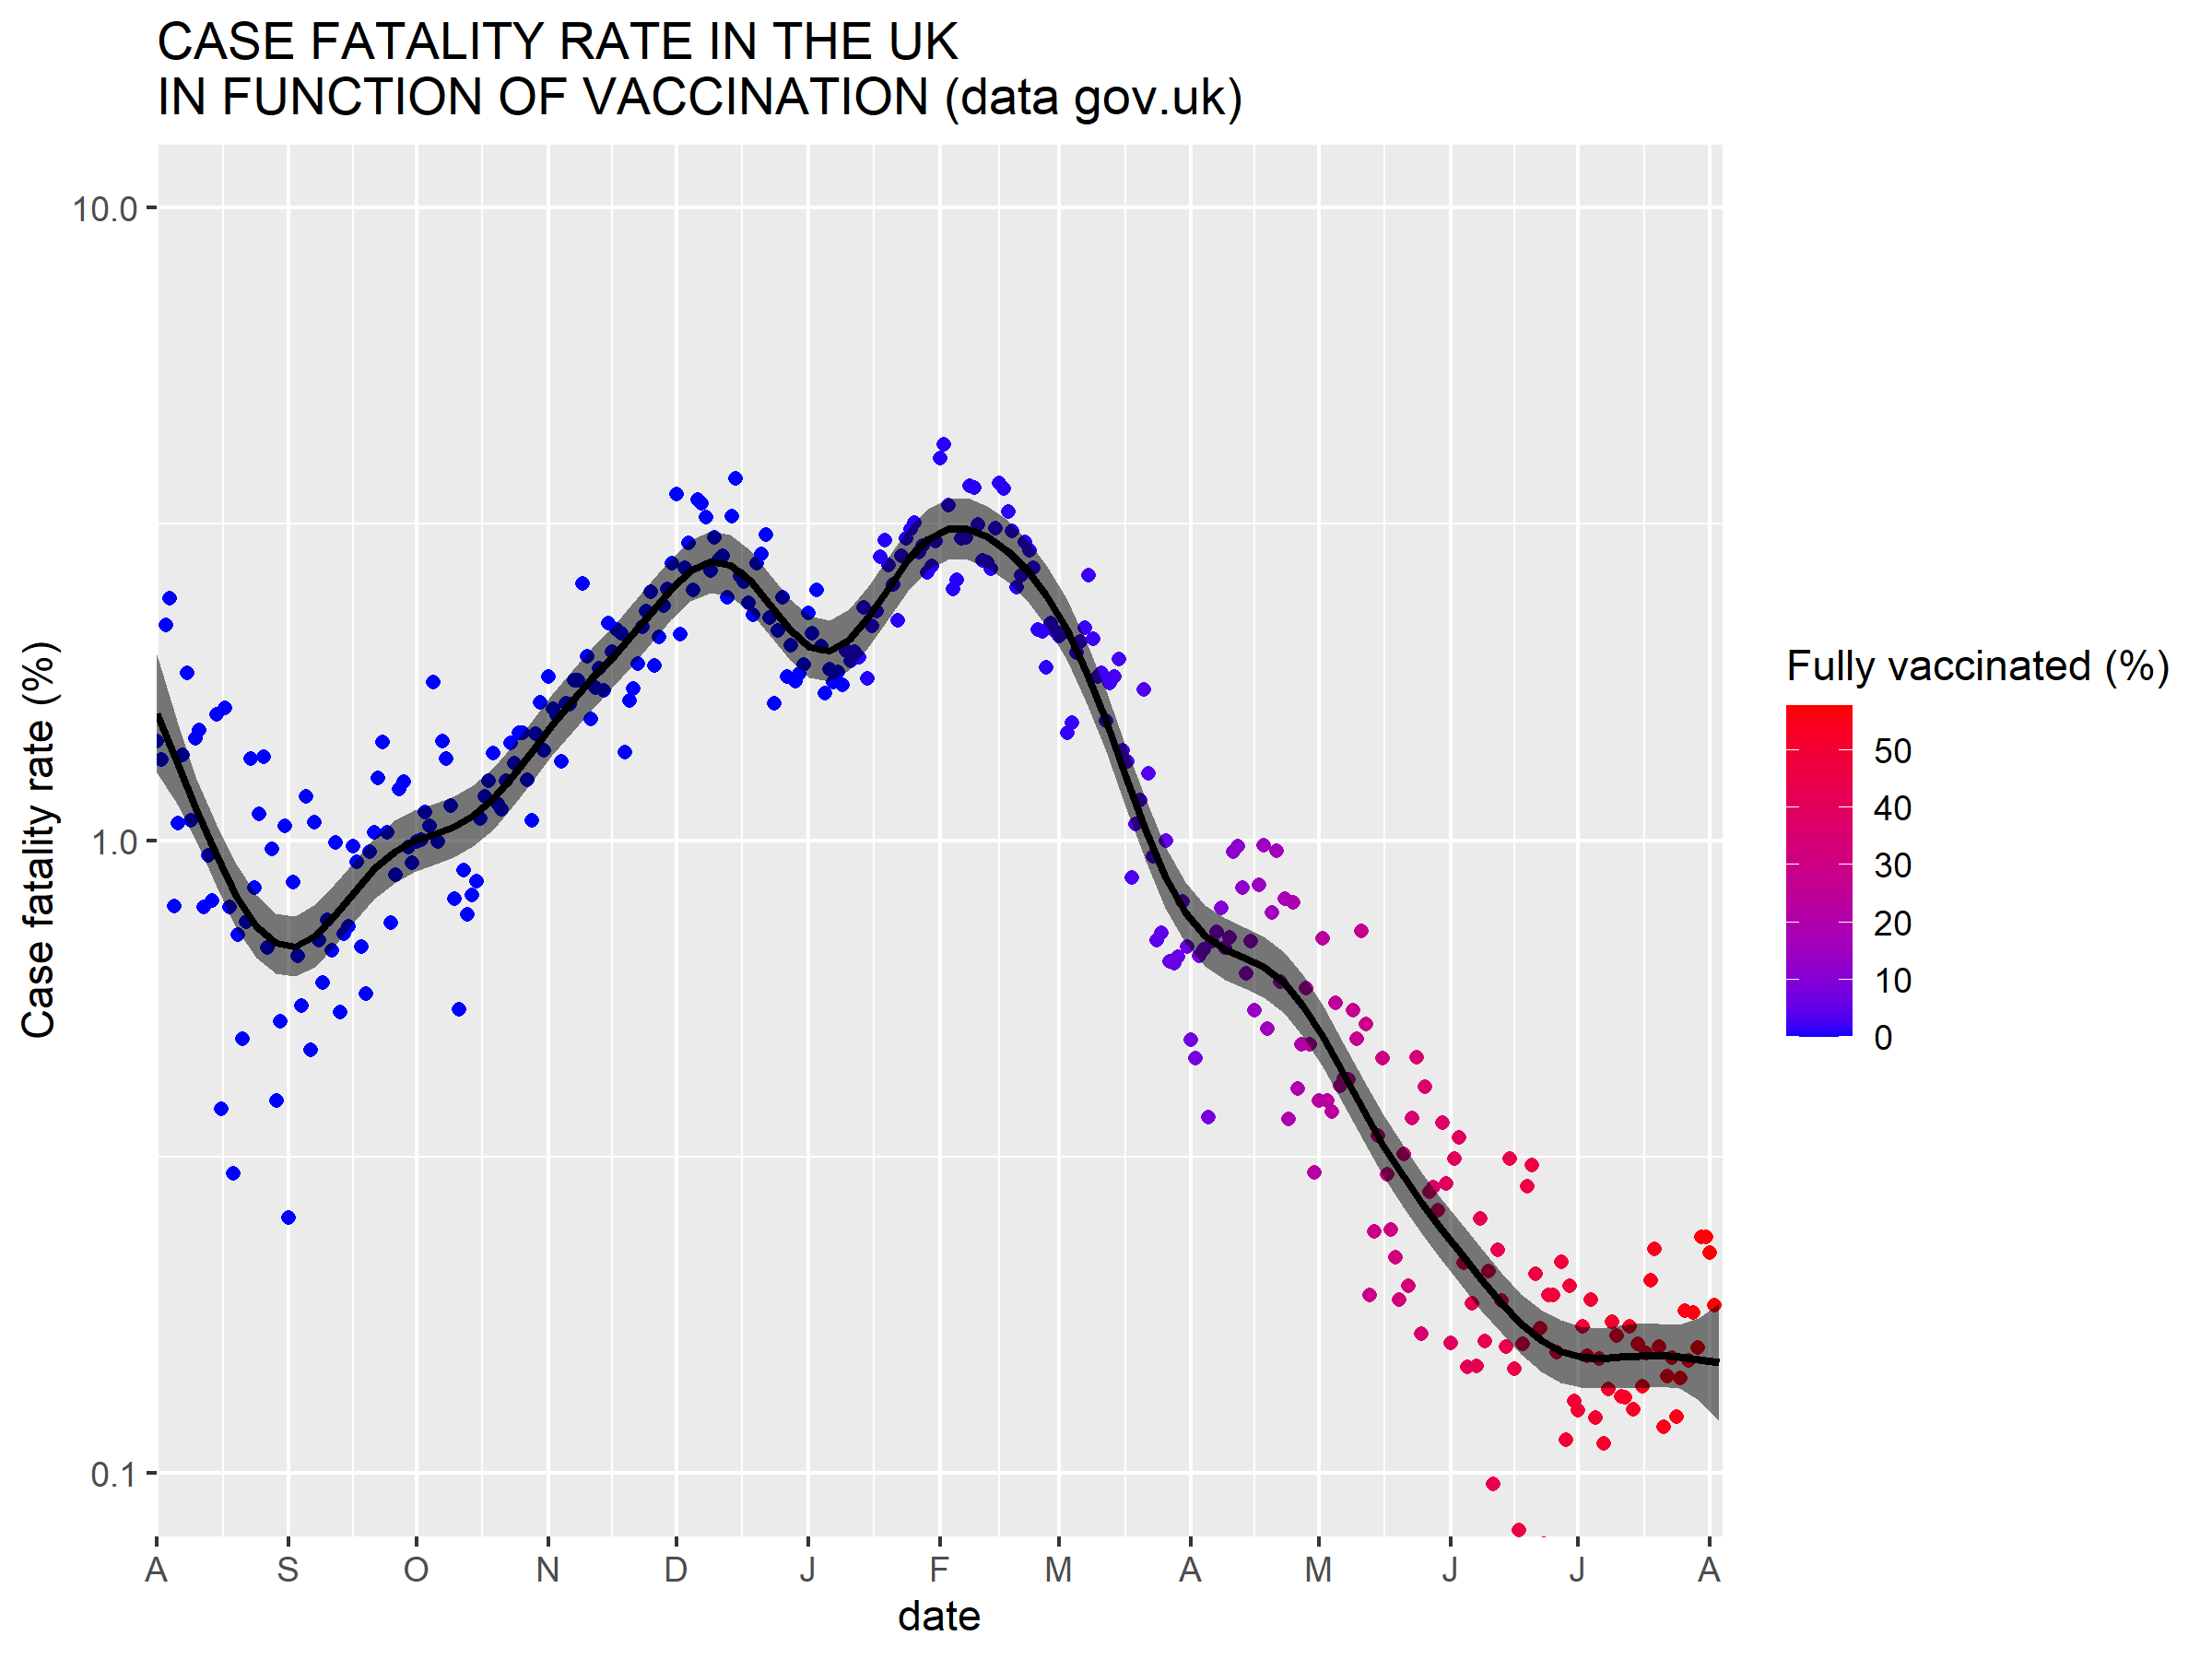 CASE FATALITY RATE IN THE UK
IN FUNCTION OF VACCINATION (data gov.uk)
Case fatality rate (%)
10.0
1.0
0.1
A S O N D J F M A M J J A
date
Fully vaccinated (%)
50
40
30
20
10
0